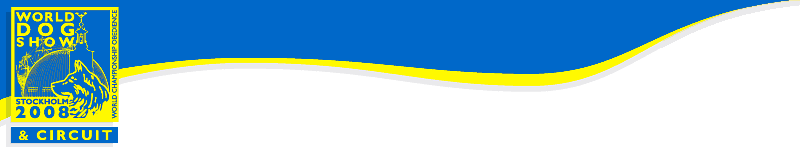 WORLD
DOG
SHOW
STOCKHOLM
2008
WORLD CHAMPIONSHIP OBEDIENCE
& CIRCUIT